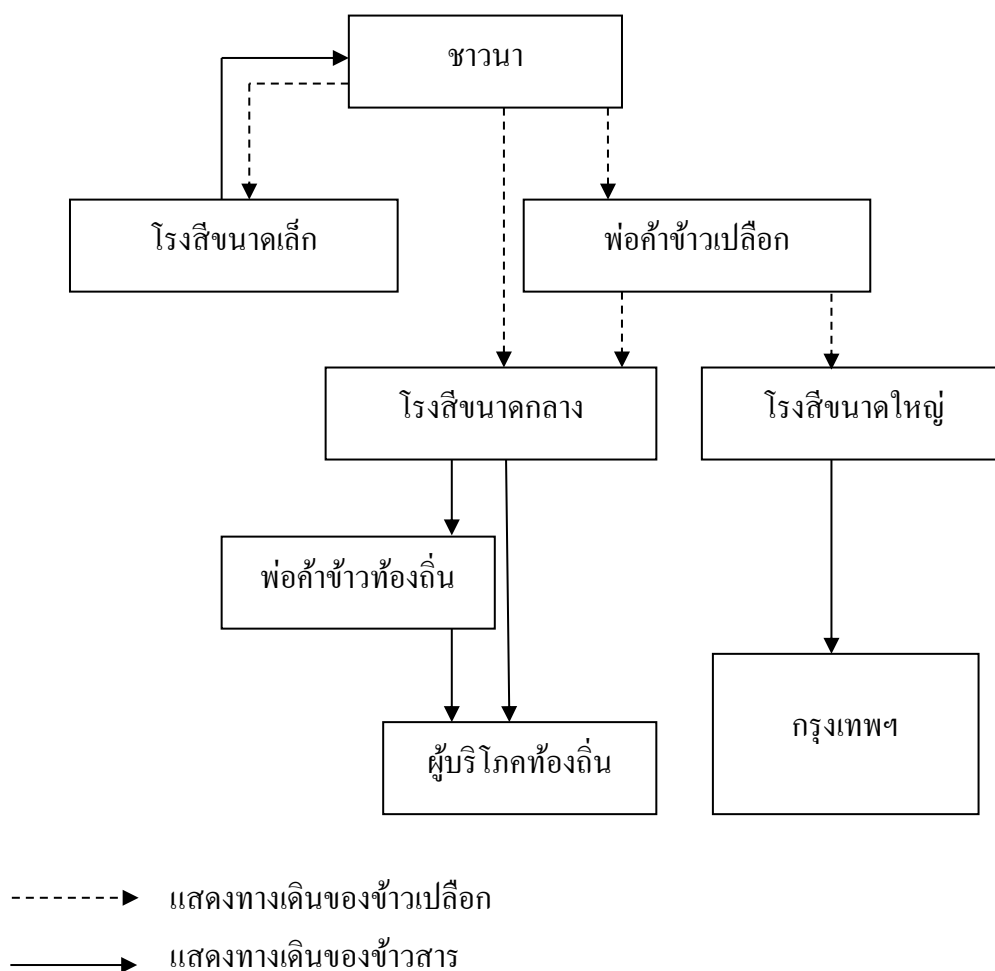 ชาวนา
โรงสีขนาดเล็ก
พ่อค้าข้าวเปลือก
โรงสีขนาดกลาง
โรงสีขนาดใหญ่
พ่อค้าข้าวท้องถิ่น
กรุงเทพฯ
ผู้บริโภคท้องถิ่น
แสดงทางเดินของข้าวเปลือก
แสดงทางเดินของข้าวสาร